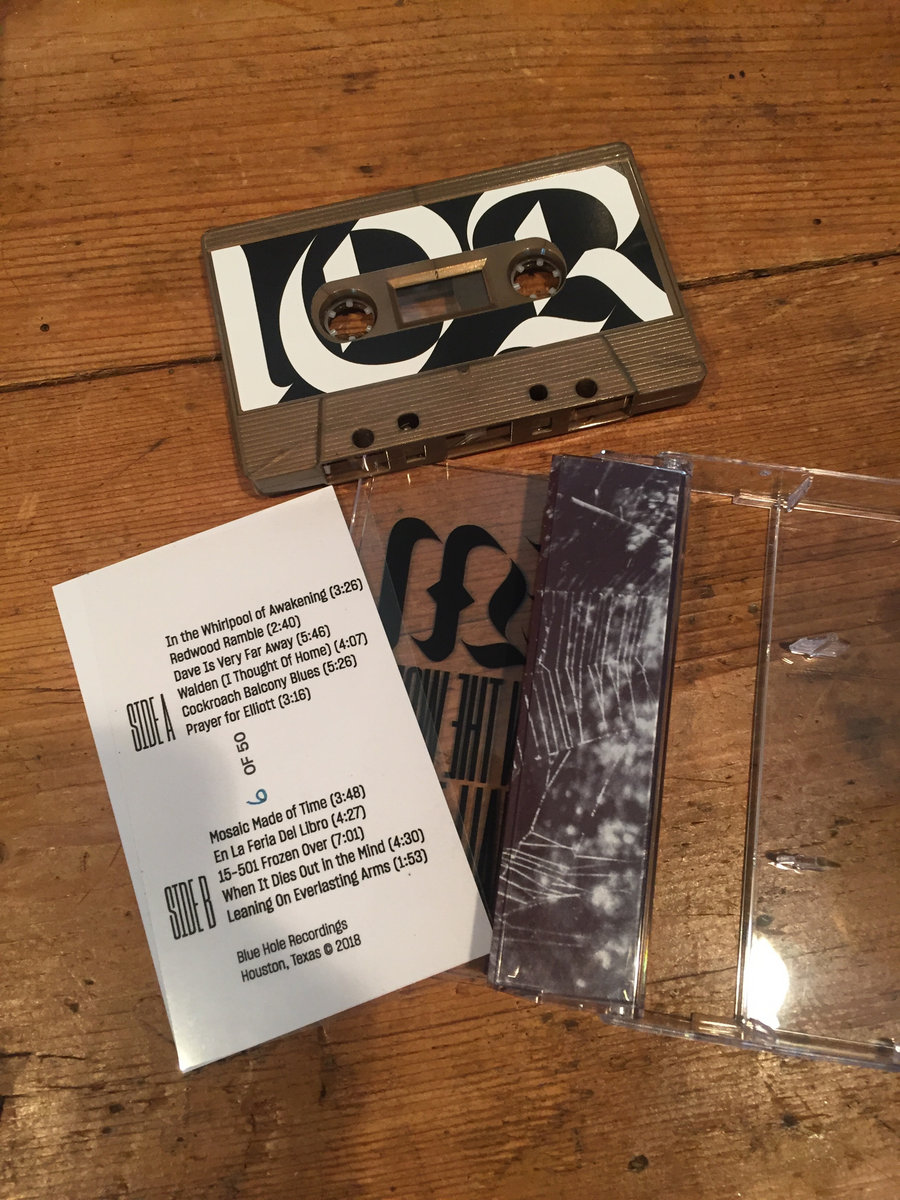 SIDE A
In the Whirlpool of Awakening (3:26)
Redwood Ramble (2:40)
Dave Is Very Far Away (5:46)
Walden (I Thought Of Home) (4:07)
Cockroach Balcony Blues (5:26)
Prayer for Elliott (3:16)
6 OF 50
SIDE B
Mosaic Made of Time (3:48)
En La Feria Del Libro (4:27)
15-501 Frozen Over (7:01)
When It Dies Out In the Mind (4:30)
Leaning On Everlasting Arms (1:53)
Blue Hole Recordings
Houston, Texas © 2018